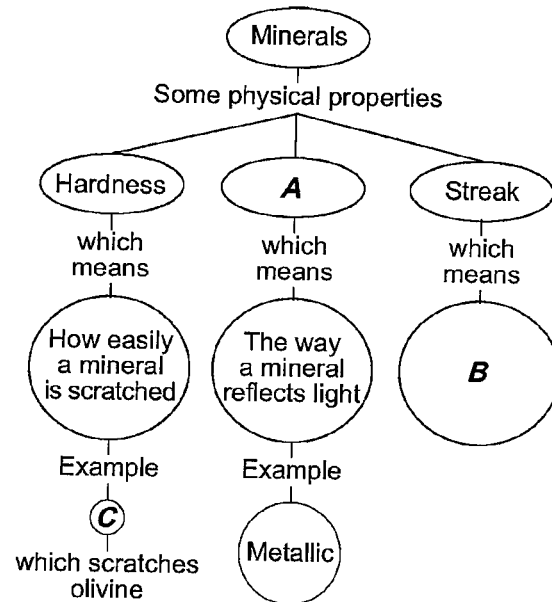 Minerals
Some physical properties
Hardness
A
Streak
which
means
which
means
which
means
How easily
a mineral
is scratched
The way
a mineral
reflects light
B
Example
Example
C
Metallic
which scratches
olivine